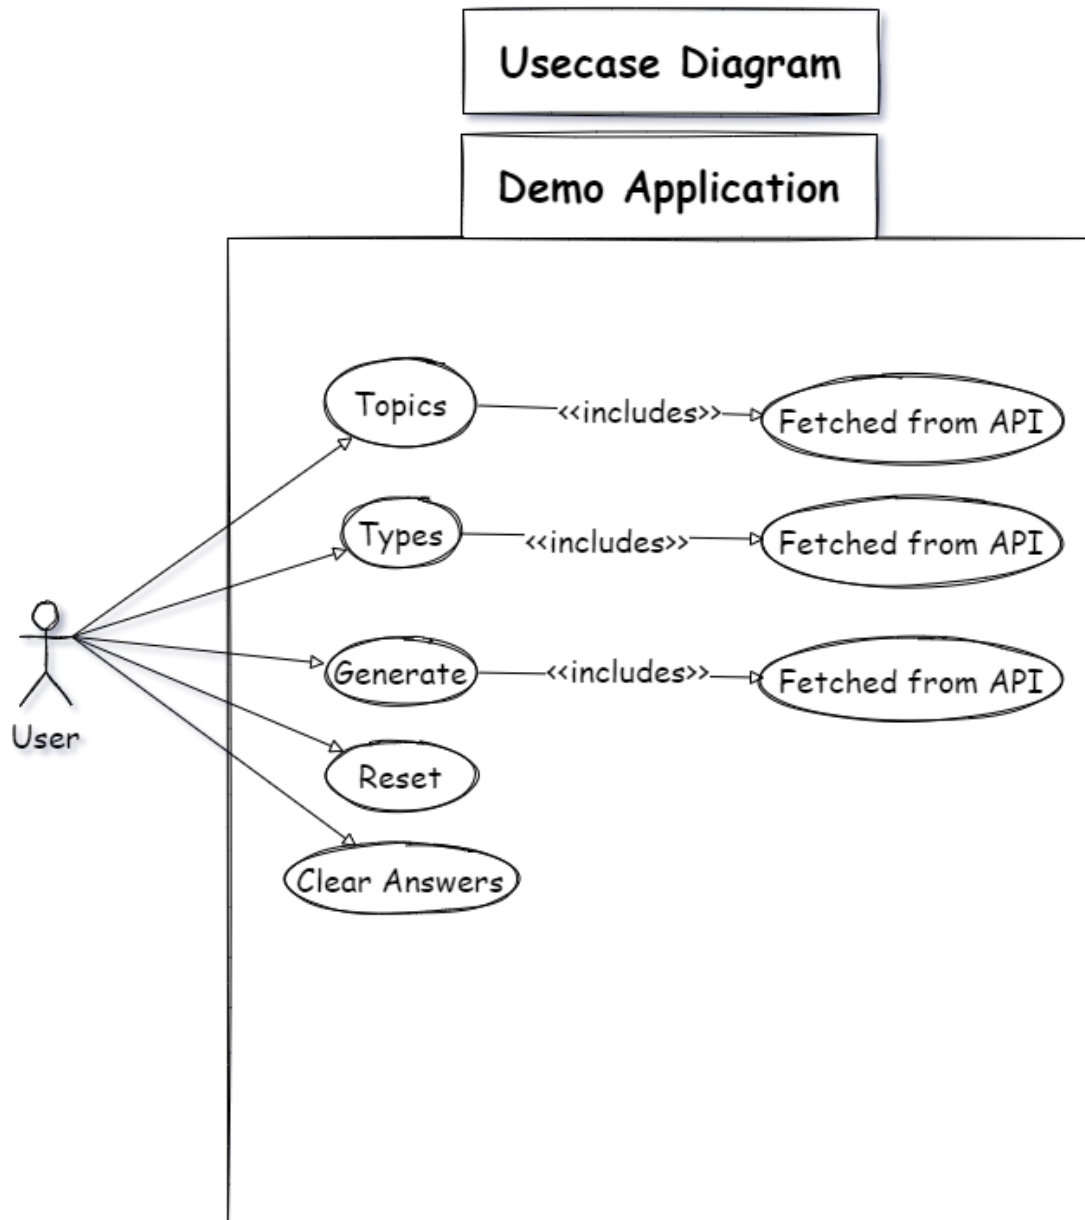 Usecase Diagram
Demo Application
Topics <<includes>> Fetched from API
Types <<includes>> Fetched from API
Generate <<includes>> Fetched from API
User
Reset
Clear Answers